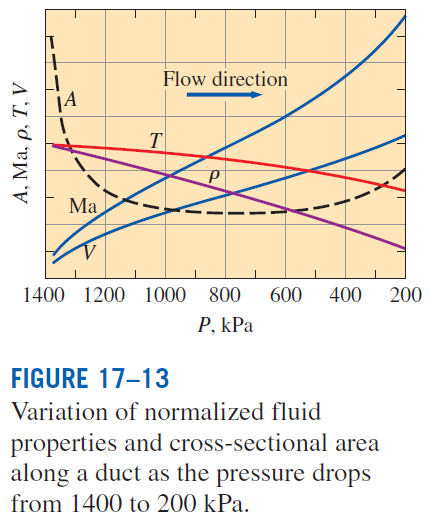 A, Ma, ρ, T, V
Flow direction
A
T
ρ
Ma
V
1400 1200 1000 800 600 400 200
P, kPa
FIGURE 17–13
Variation of normalized fluid
properties and cross-sectional area
along a duct as the pressure drops
from 1400 to 200 kPa.